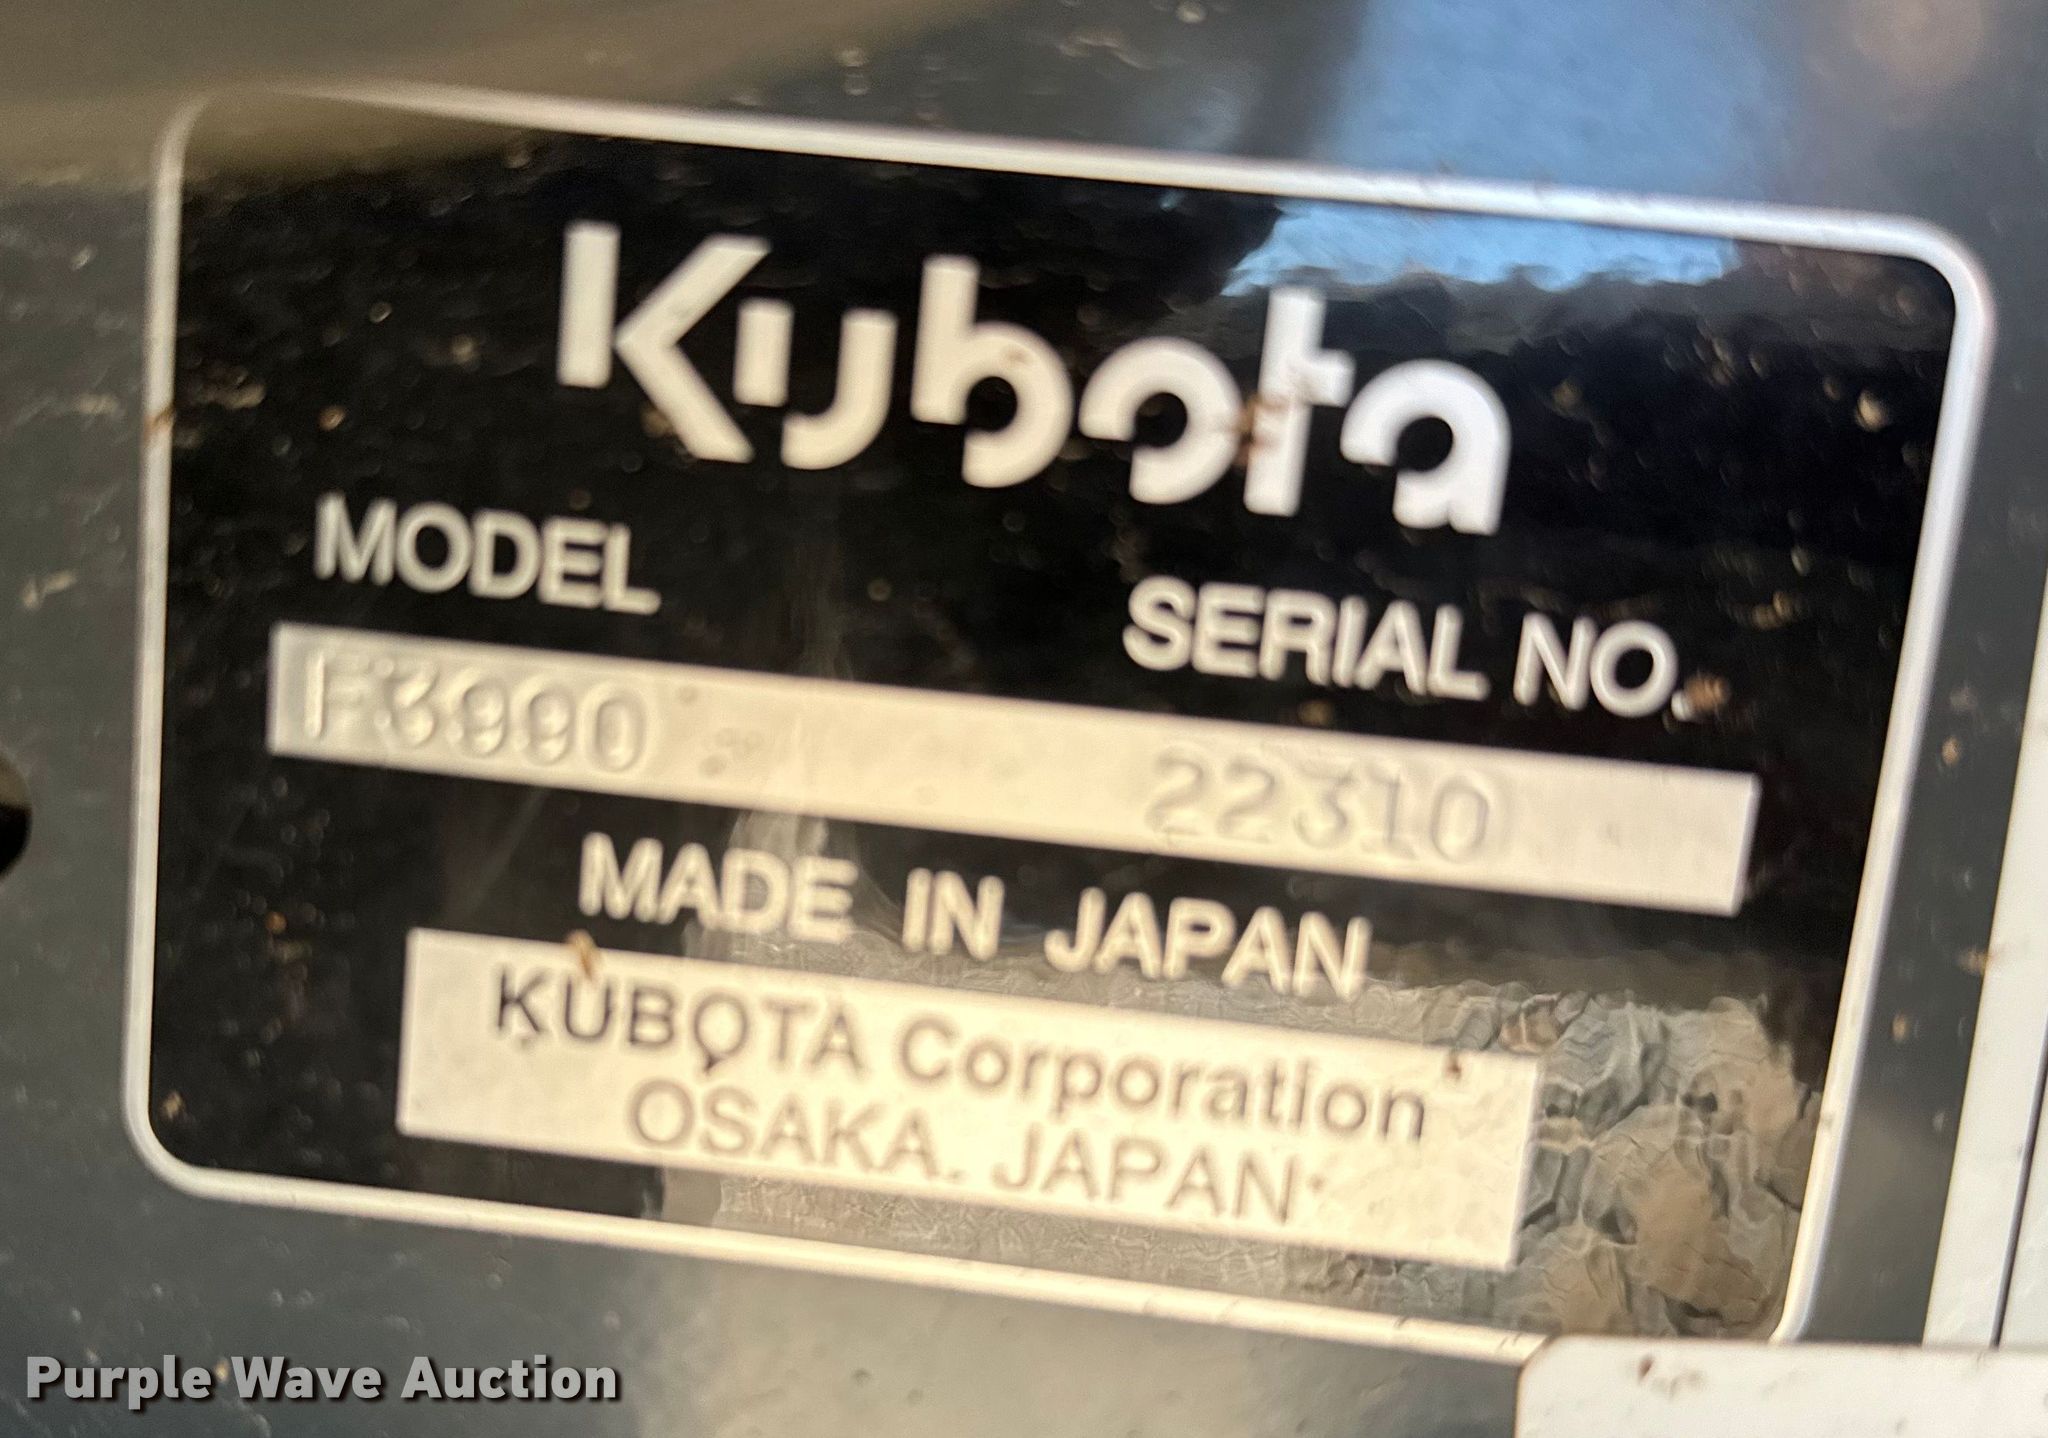 Kubota
MODEL
SERIAL NO.
F3990 22310
MADE IN JAPAN
KUBOTA Corporation
OSAKA. JAPAN
Purple Wave Auction